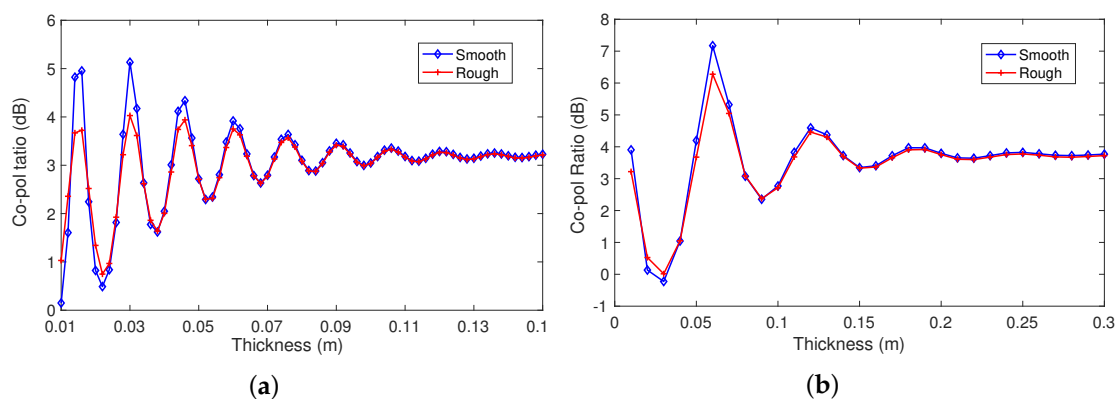 6
5
4
3
2
1
0
Co-pol tatio (dB)
0.01 0.03 0.05 0.07 0.09 0.11 0.13 0.1
Thickness (m)
Smooth
Rough
(a)
8
7
6
5
4
3
2
1
0
-1
Co-pol Ratio (dB)
0 0.05 0.1 0.15 0.2 0.25 0.3
Thickness (m)
Smooth
Rough
(b)